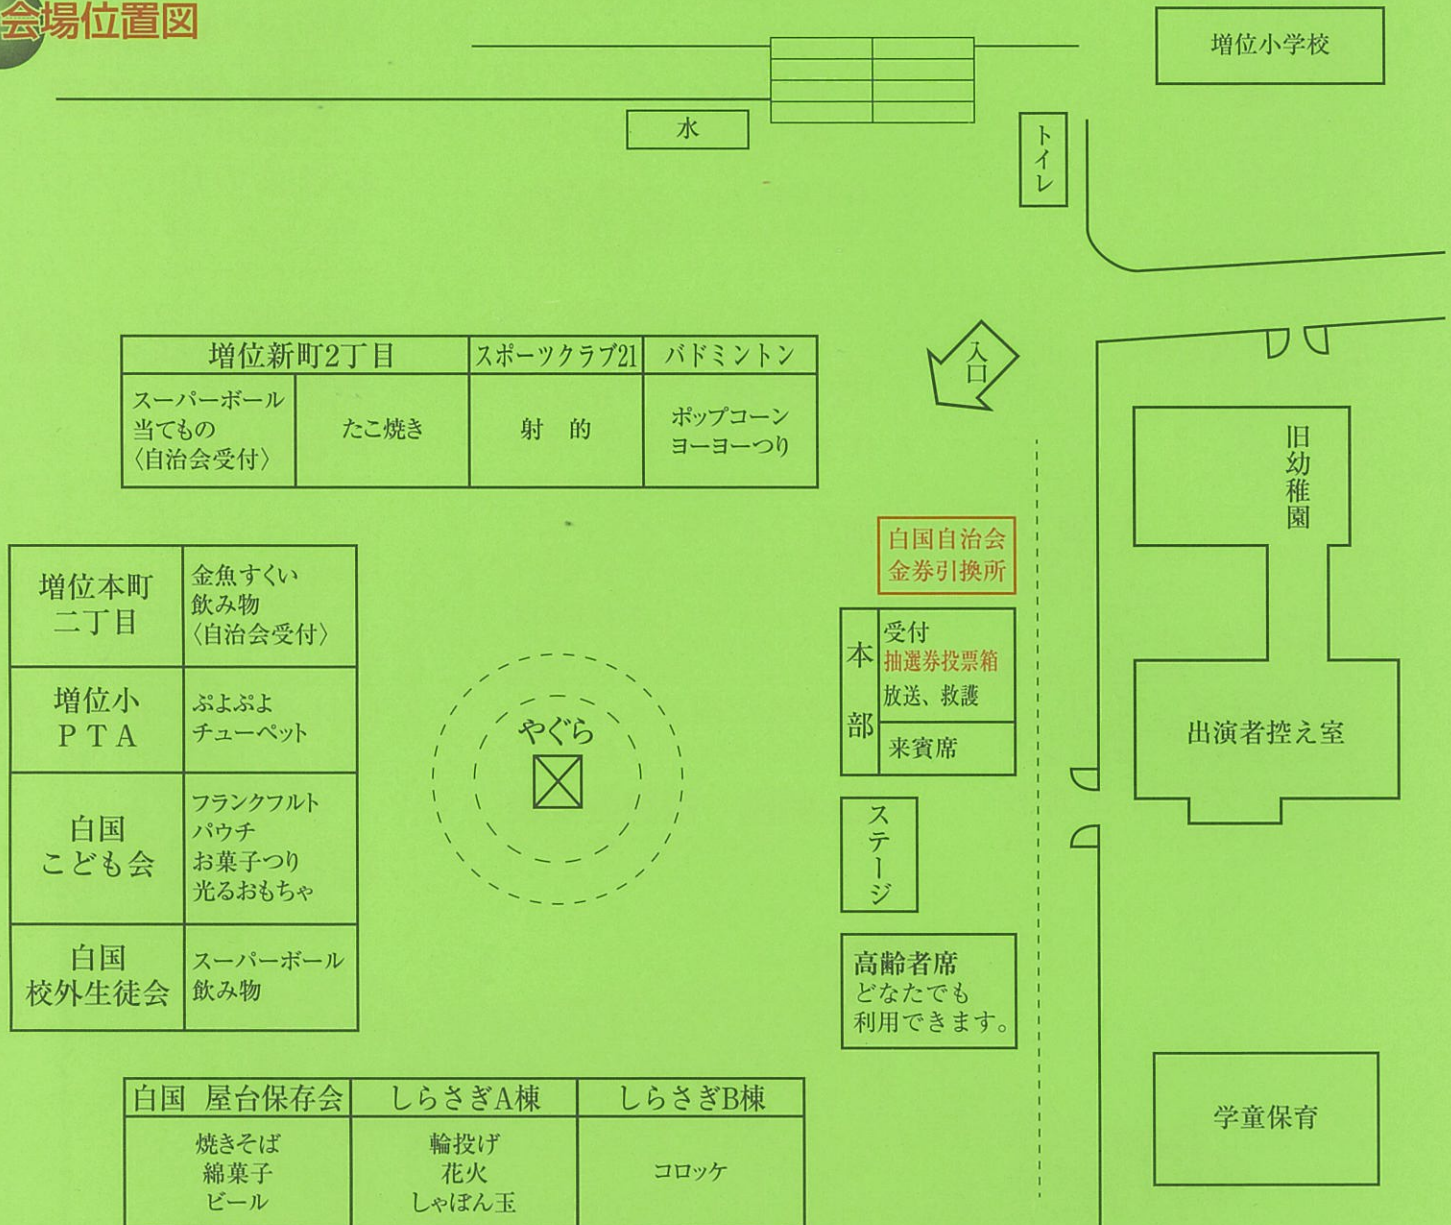 会場位置図
増位小学校
水
トイレ
入口
増位新町2丁目
スポーツクラブ21
バドミントン
スーパーボール
当てもの
〈自治会受付〉
たこ焼き
射　的
ポップコーン
ヨーヨーつり
旧幼稚園
白国自治会
金券引換所
増位本町
二丁目
金魚すくい
飲み物
〈自治会受付〉
増位小
ＰＴＡ
ぷよぷよ
チューペット
白国
こども会
フランクフルト
パウチ
お菓子つり
光るおもちゃ
白国
校外生徒会
スーパーボール
飲み物
やぐら
本部
受付
抽選券投票箱
放送、救護
来賓席
出演者控え室
ステージ
高齢者席
どなたでも
利用できます。
白国 屋台保存会
しらさぎA棟
しらさぎB棟
焼きそば
綿菓子
ビール
輪投げ
花火
しゃぼん玉
コロッケ
学童保育